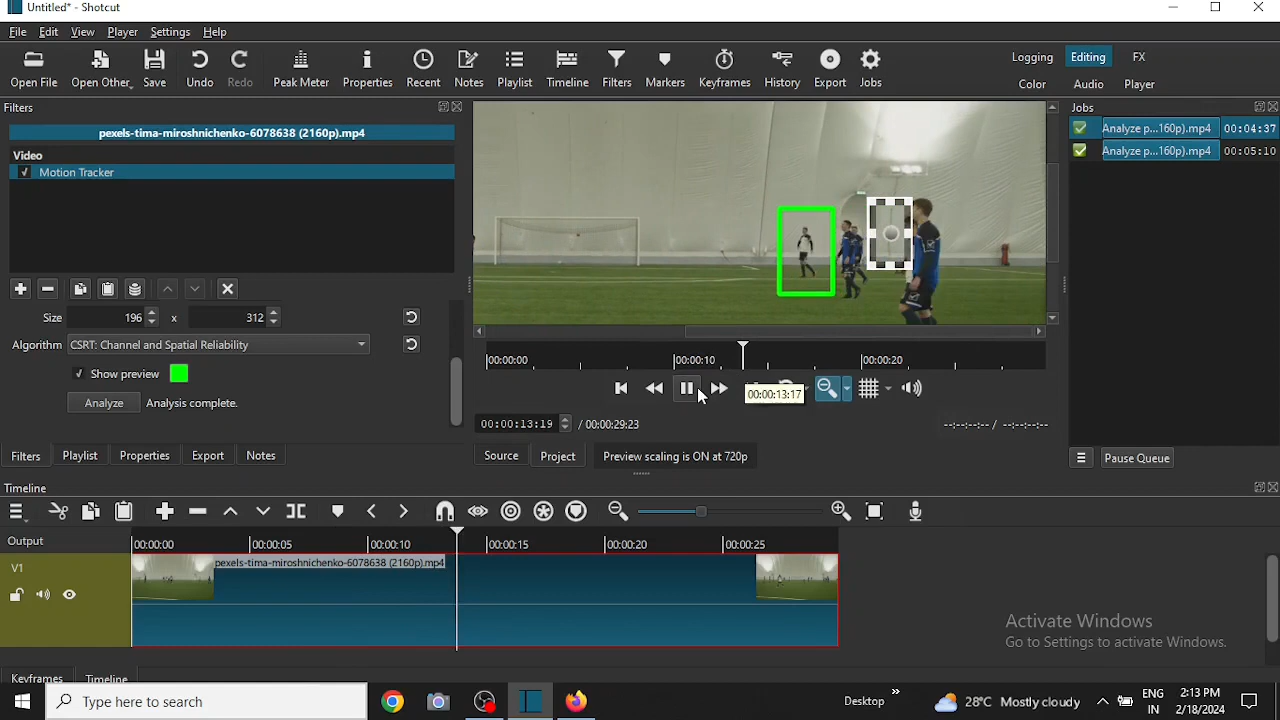 Untitled* - Shotcut
File Edit View Player Settings Help
Open File Open Other... Save Undo Redo Peak Meter Properties Recent Notes Playlist Timeline Filters Markers Keyframes History Export Jobs
Logging Editing FX
Color Audio Player
Filters
Jobs
pexels-tima-miroshnichenko-6078638 (2160p).mp4
Analyze p...160p).mp4 00:04:37
Analyze p...160p).mp4 00:05:10
Video
Motion Tracker
Size 196 x 312
Algorithm CSRT: Channel and Spatial Reliability
Show preview
Analyze Analysis complete.
00:00:00 00:00:10 00:00:20
00:00:13:17
00:00:13:19 / 00:00:29:23
--:--:--:-- / --:--:--:--
Filters Playlist Properties Export Notes
Source Project Preview scaling is ON at 720p
Pause Queue
Timeline
Output
00:00:00 00:00:05 00:00:10 00:00:15 00:00:20 00:00:25
V1
pexels-tima-miroshnichenko-6078638 (2160p).mp4
Activate Windows
Go to Settings to activate Windows.
Keyframes Timeline
Type here to search
Desktop
28°C Mostly cloudy
ENG
IN
2:13 PM
2/18/2024